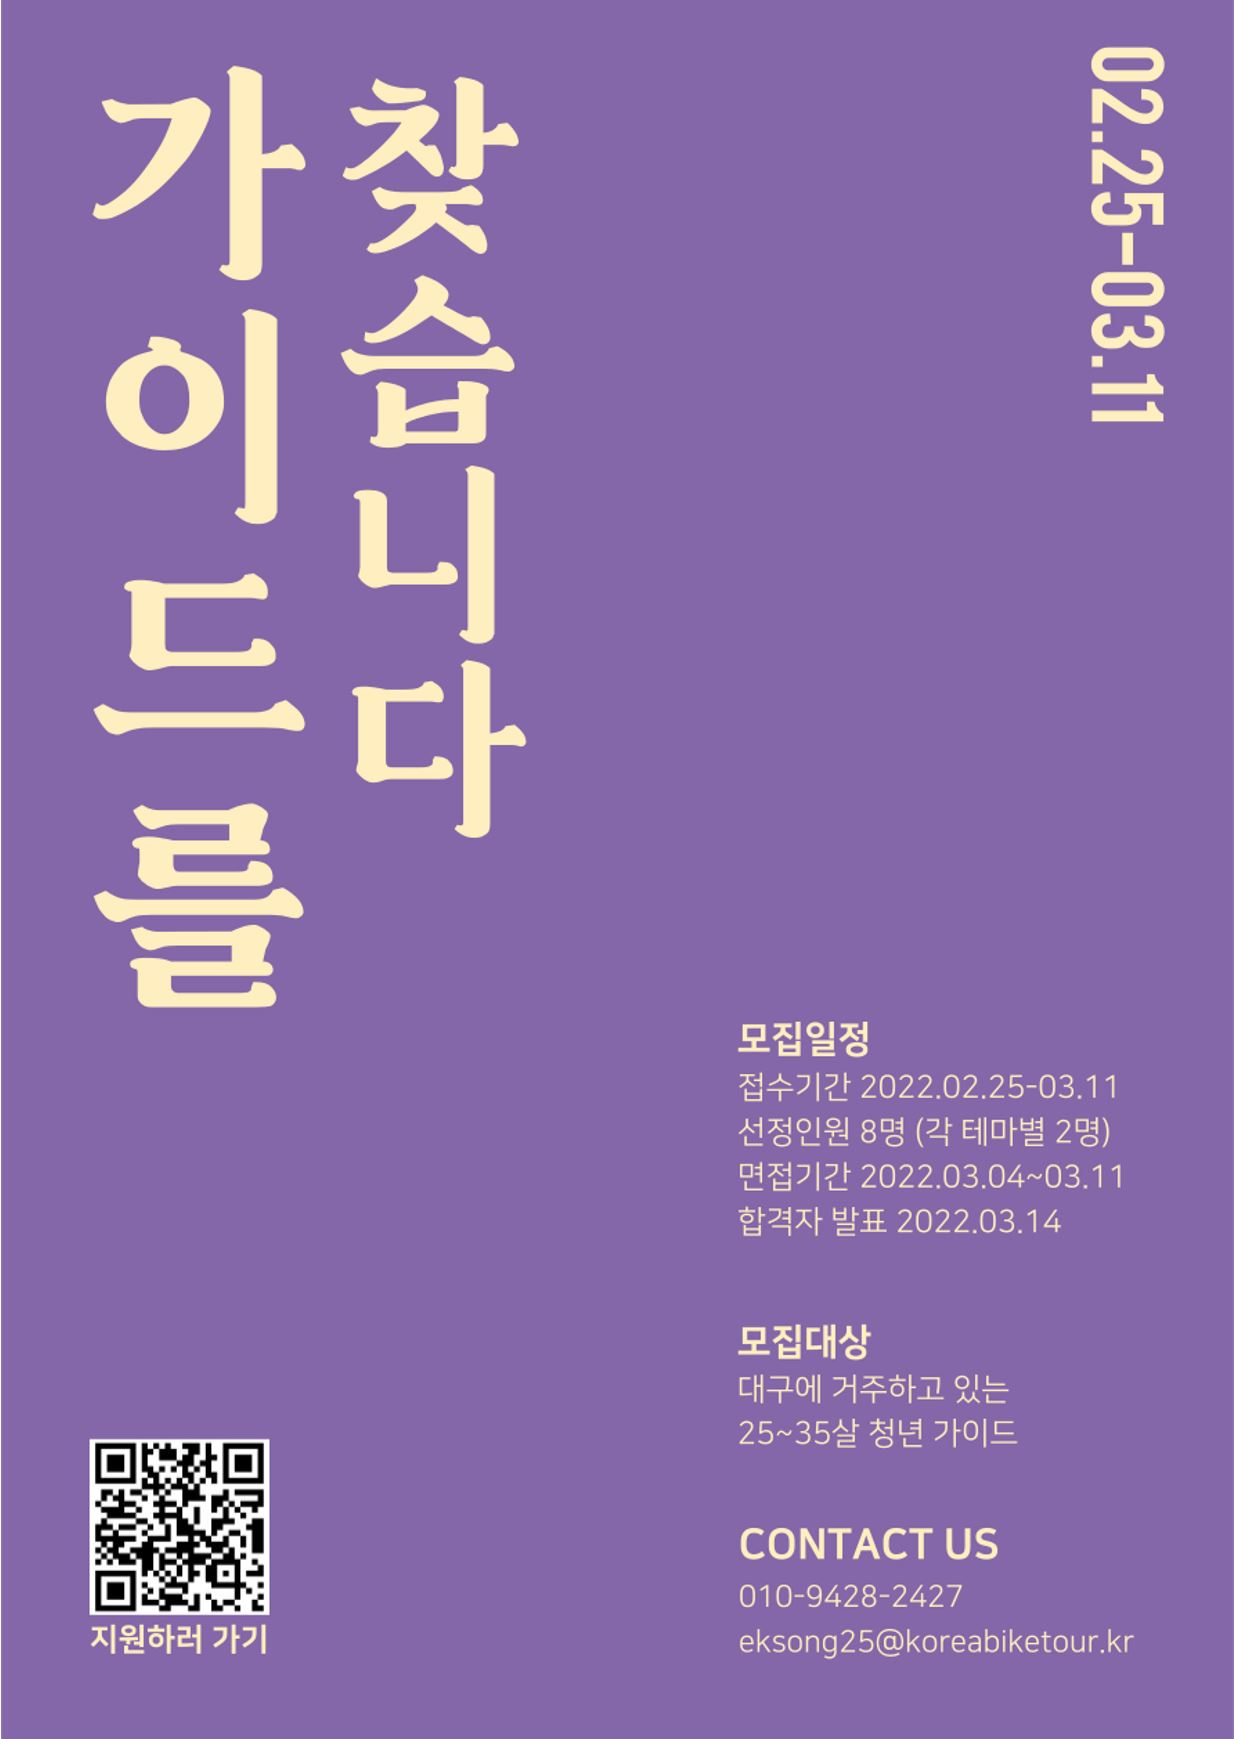 가이드를
찾습니다
02.25-03.11
모집일정
접수기간 2022.02.25-03.11
선정인원 8명 (각 테마별 2명)
면접기간 2022.03.04~03.11
합격자 발표 2022.03.14
모집대상
대구에 거주하고 있는
25~35살 청년 가이드
CONTACT US
010-9428-2427
eksong25@koreabiketour.kr
지원하러 가기